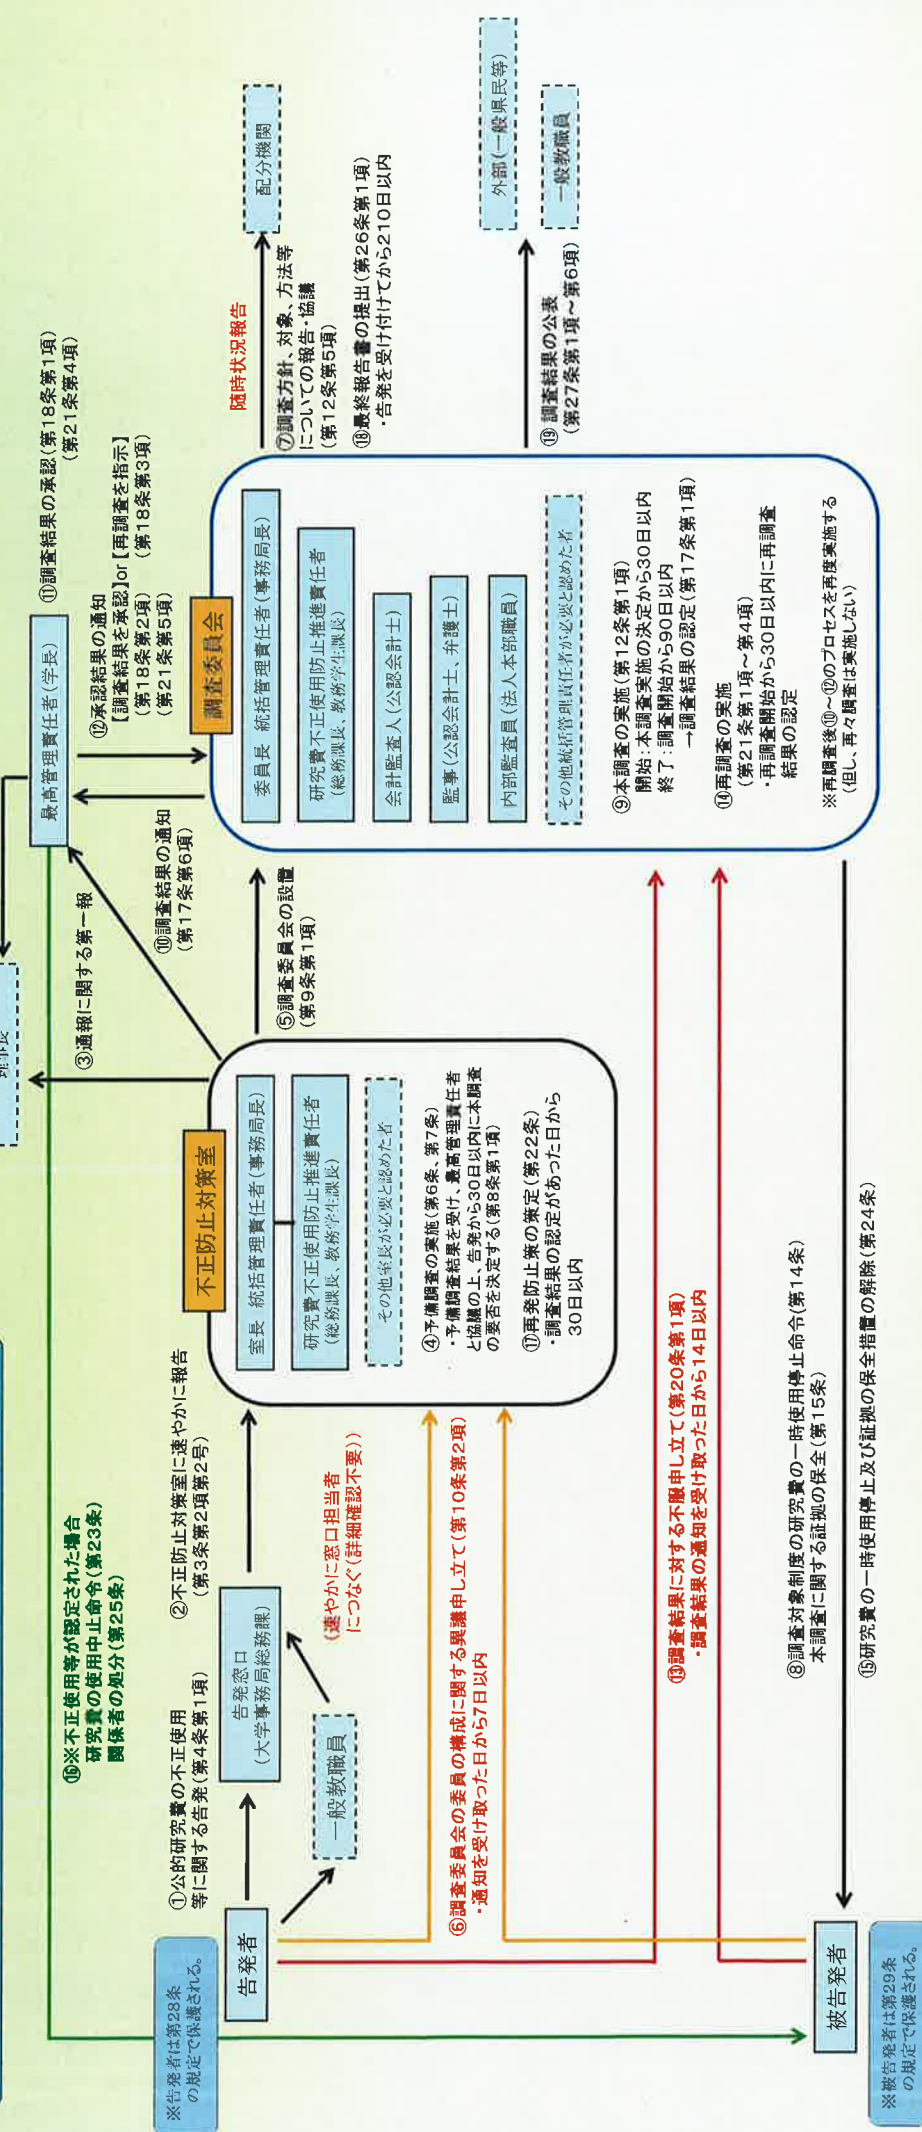 ※告発者は第28条
の規定で保護される。
告発者
①公的研究費の不正使用
等に関する告発(第4条第1項)
告発窓口
(大学事務局総務課)
一般教職員
(速やかに窓口担当者
につなぐ(詳細確認不要))
②不正防止対策室に速やかに報告
(第3条第2項第2号)
⑯※不正使用等が認定された場合
研究費の使用中止命令(第23条)
関係者の処分(第25条)
不正防止対策室
室長 統括管理責任者(事務局長)
研究費不正使用防止推進責任者
(総務課長、教務学生課長)
その他室長が必要と認めた者
④予備調査の実施(第6条、第7条)
・予備調査結果を受け、最高管理責任者
と協議の上、告発から30日以内に本調査
の要否を決定する(第8条第1項)
⑰再発防止策の策定(第22条)
・調査結果の認定があった日から
30日以内
理事長
③通報に関する第一報
最高管理責任者(学長)
⑩調査結果の通知
(第17条第6項)
⑪調査結果の承認(第18条第1項)
(第21条第4項)
⑫承認結果の通知
【調査結果を承認】or【再調査を指示】
(第18条第2項) (第18条第3項)
(第21条第5項)
⑤調査委員会の設置
(第9条第1項)
調査委員会
委員長 統括管理責任者(事務局長)
研究費不正使用防止推進責任者
(総務課長、教務学生課長)
会計監査人(公認会計士)
監事(公認会計士、弁護士)
内部監査員(法人本部職員)
その他統括管理責任者が必要と認めた者
⑨本調査の実施(第12条第1項)
開始:本調査実施の決定から30日以内
終了:調査開始から90日以内
→調査結果の認定(第17条第1項)
⑭再調査の実施
(第21条第1項~第4項)
・再調査開始から30日以内に再調査
結果の認定
※再調査後⑩~⑫のプロセスを再度実施する
(但し、再々調査は実施しない)
随時状況報告
配分機関
⑦調査方針、対象、方法等
についての報告・協議
(第12条第5項)
⑱最終報告書の提出(第26条第1項)
・告発を受け付けてから210日以内
外部(一般県民等)
一般教職員
⑲調査結果の公表
(第27条第1項~第6項)
⑥調査委員会の委員の構成に関する異議申し立て(第10条第2項)
・通知を受け取った日から7日以内
⑬調査結果に対する不服申し立て(第20条第1項)
・調査結果の通知を受け取った日から14日以内
⑧調査対象制度の研究費の一時使用停止命令(第14条)
本調査に関する証拠の保全(第15条)
⑮研究費の一時使用停止及び証拠の保全措置の解除(第24条)
被告発者
※被告発者は第29条
の規定で保護される。